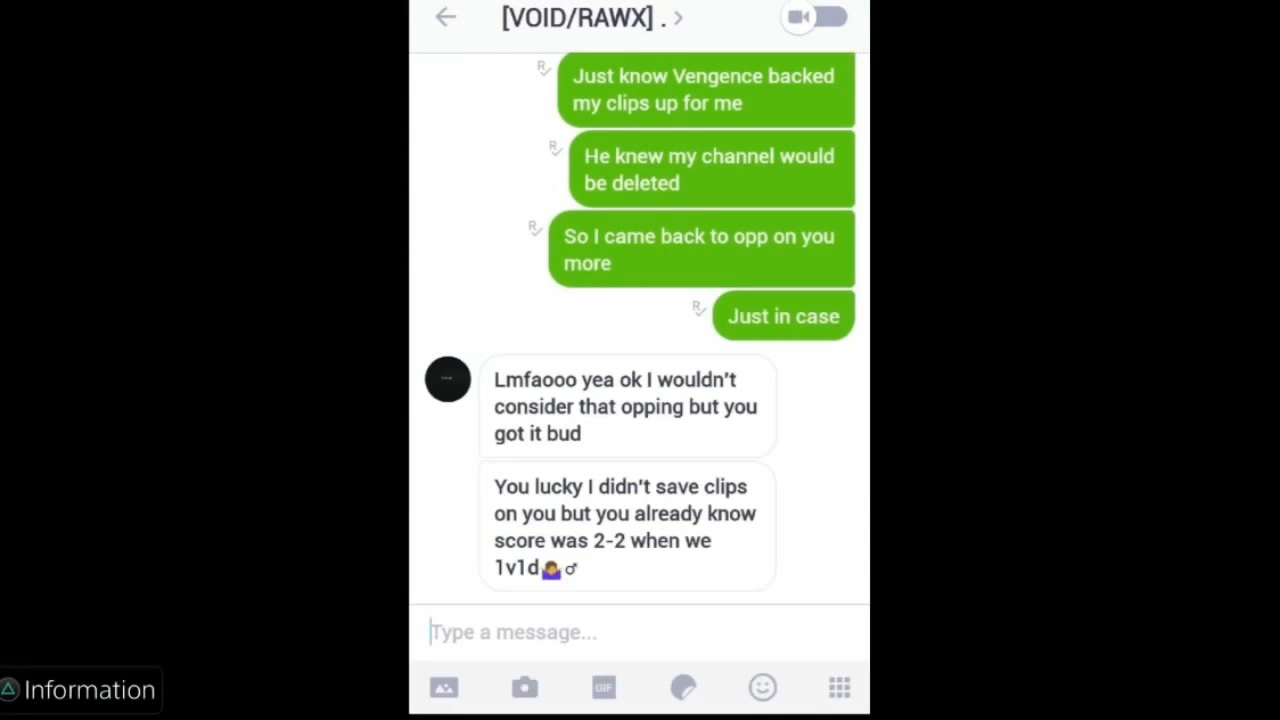 [VOID/RAWX] .
Just know Vengence backed
my clips up for me
R
He knew my channel would
be deleted
R
So I came back to opp on you
more
R
Just in case
R
Lmfaooo yea ok I wouldn't
consider that opping but you
got it bud
You lucky I didn't save clips
on you but you already know
score was 2-2 when we
1v1d🤷‍♂
Type a message...
GIF
Information